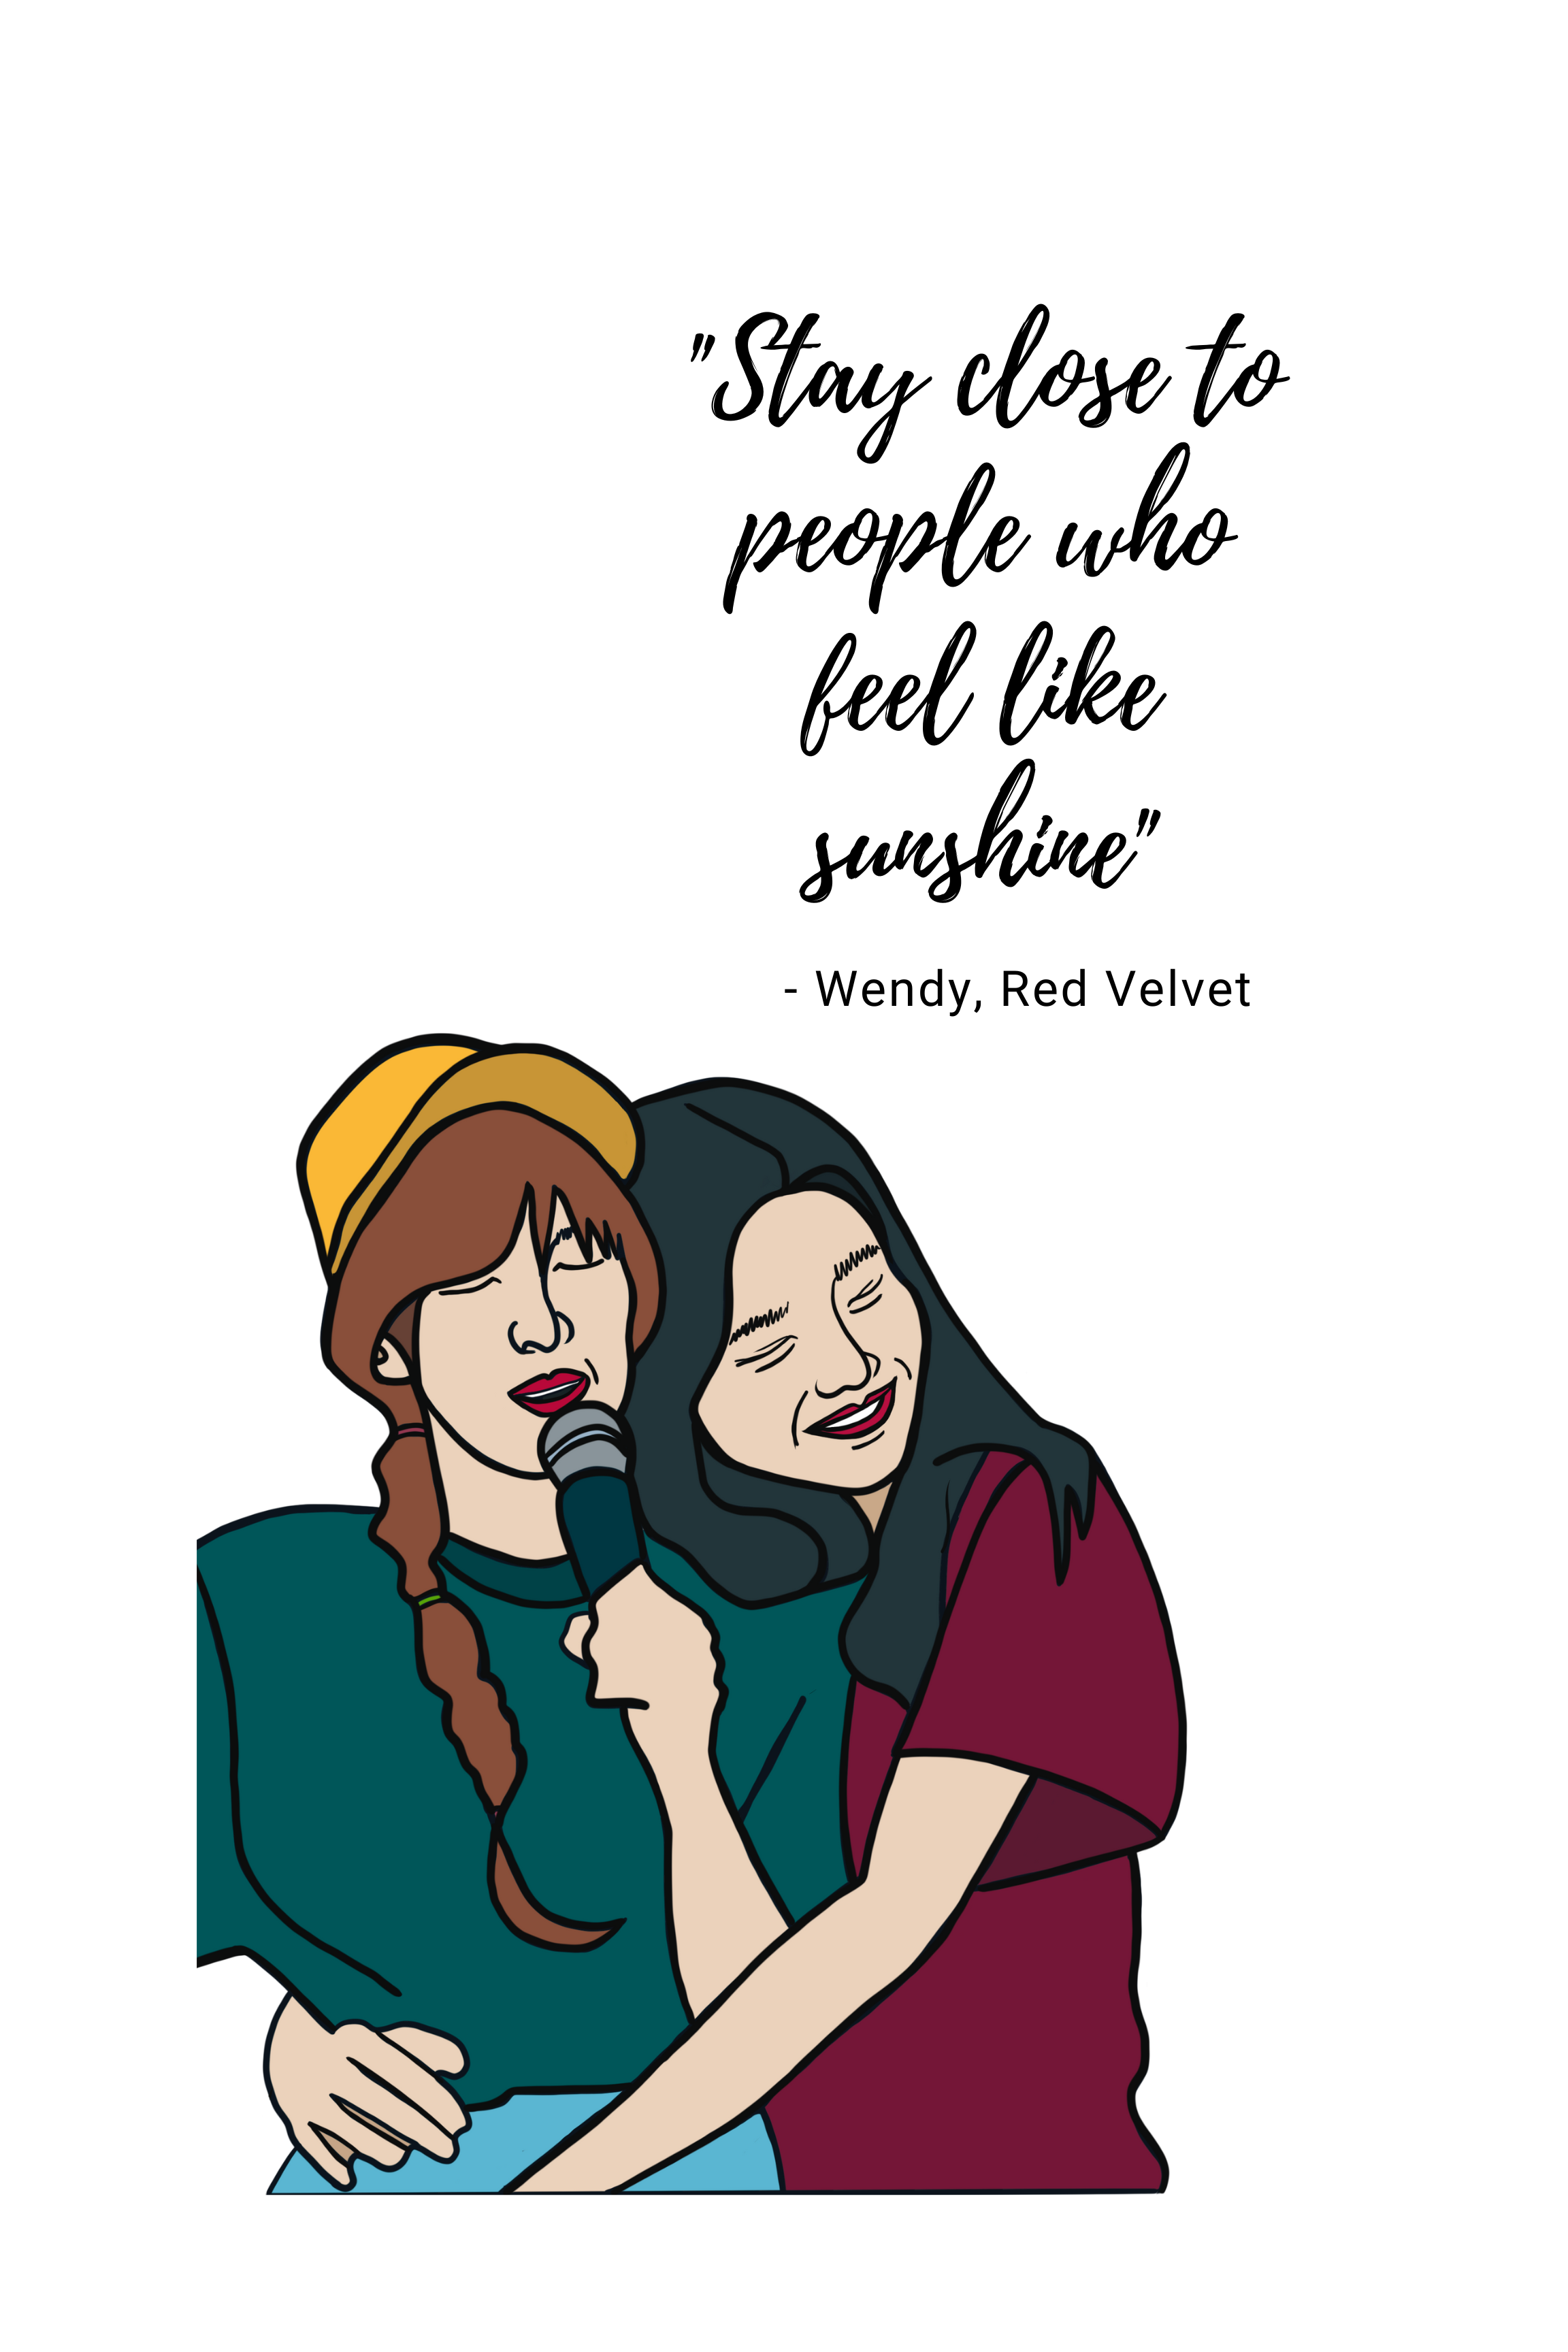 "Stay close to
people who
feel like
sunshine"
- Wendy, Red Velvet